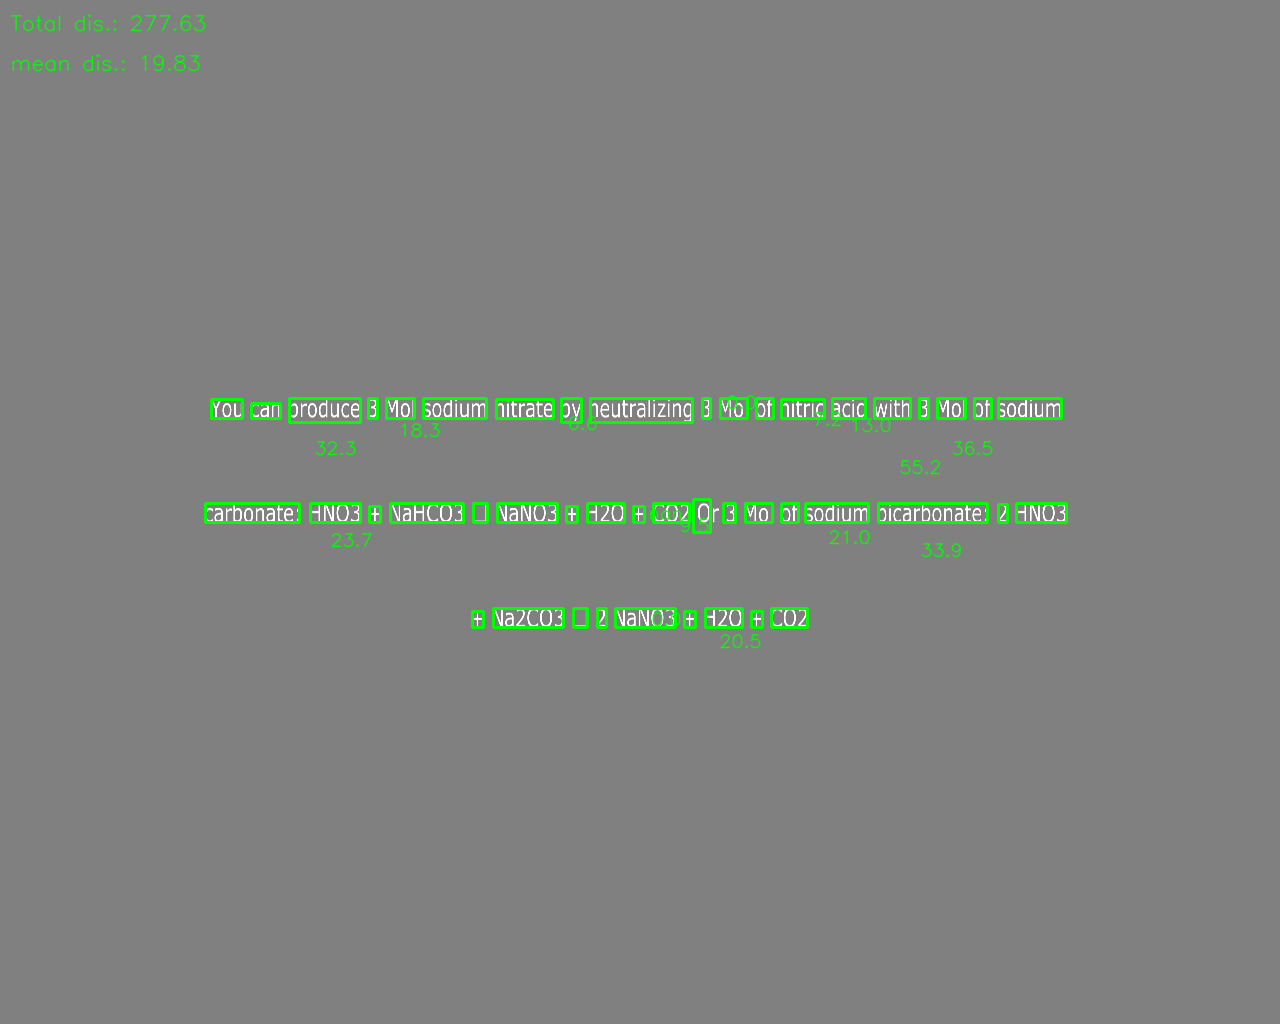 Total dis.: 277.63
mean dis.: 19.83
You can produce 3 Mol sodium nitrate by neutralizing 3 Mol of nitric acid with 3 Mol of sodium
18.3 7.2 13.0
32.3 36.5
55.2
carbonate: HNO3 + NaHCO3 □ NaNO3 + H2O + CO2 Or 3 Mol of sodium bicarbonate: 2 HNO3
23.7 21.0
33.9
+ Na2CO3 □ 2 NaNO3 + H2O + CO2
20.5